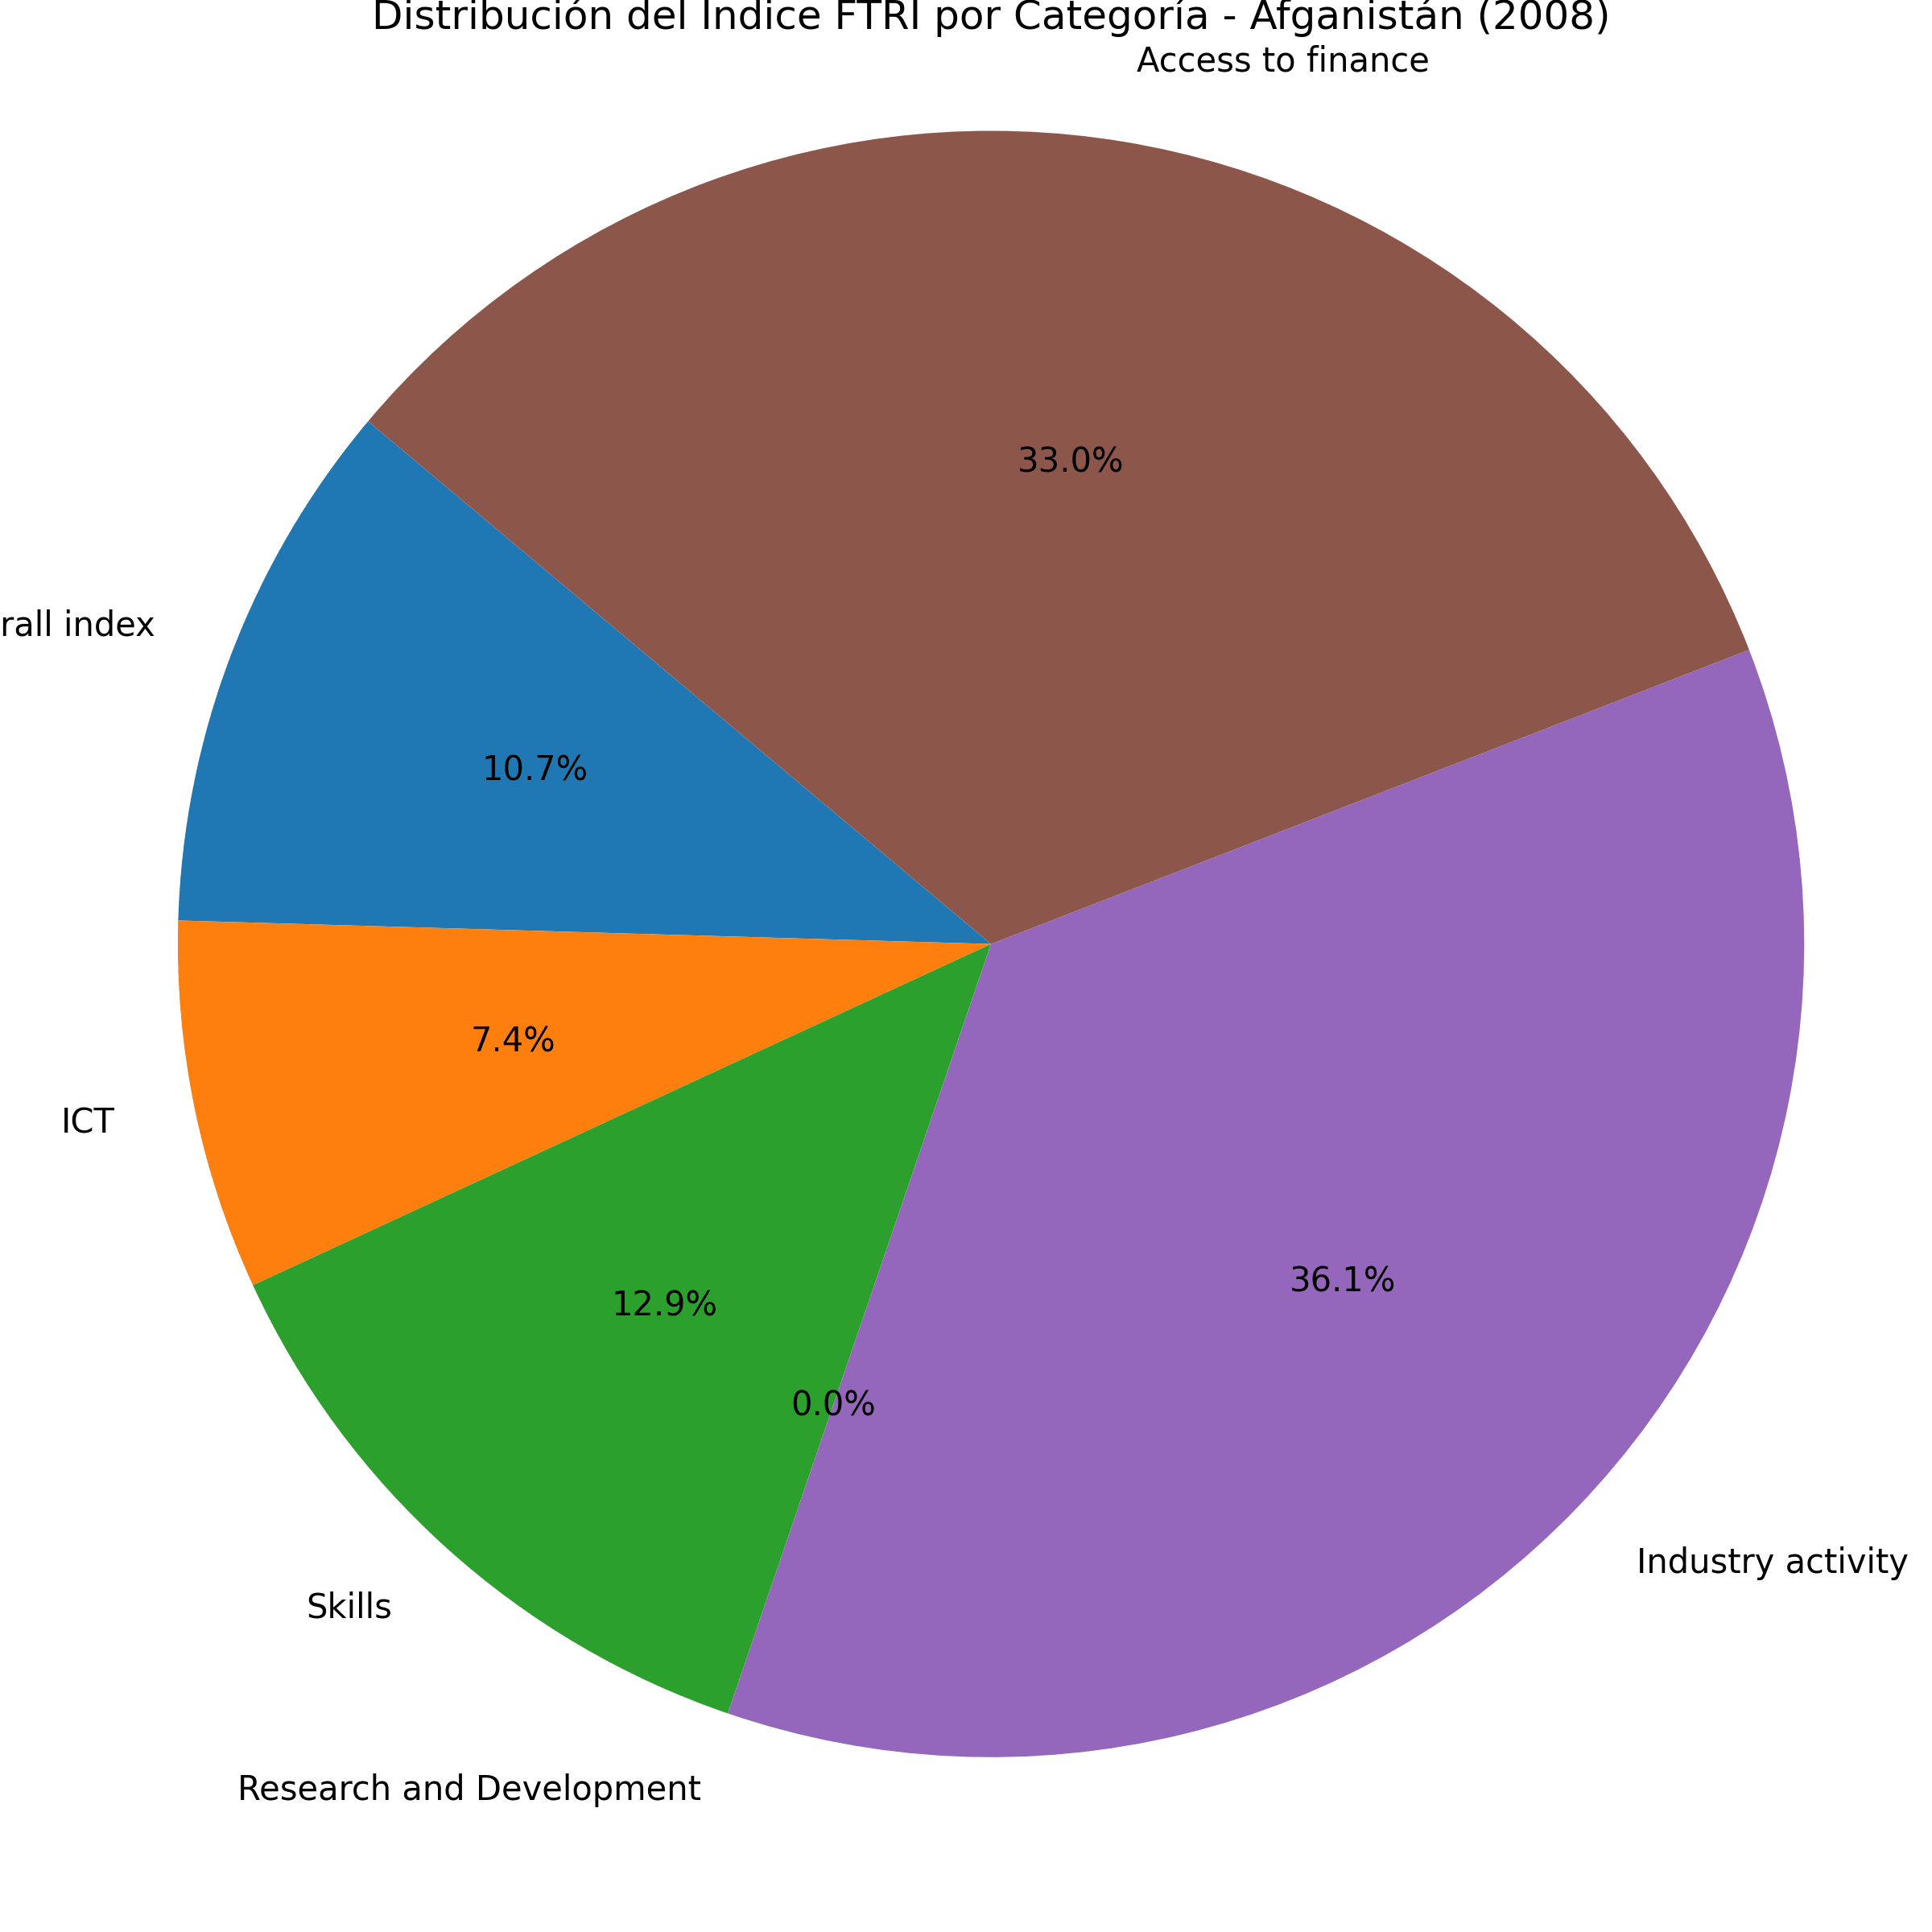 Distribución del Indice FTRI por Categoría - Afganistán (2008)
Access to finance
33.0%
rall index
10.7%
7.4%
ICT
12.9%
36.1%
0.0%
Industry activity
Skills
Research and Development